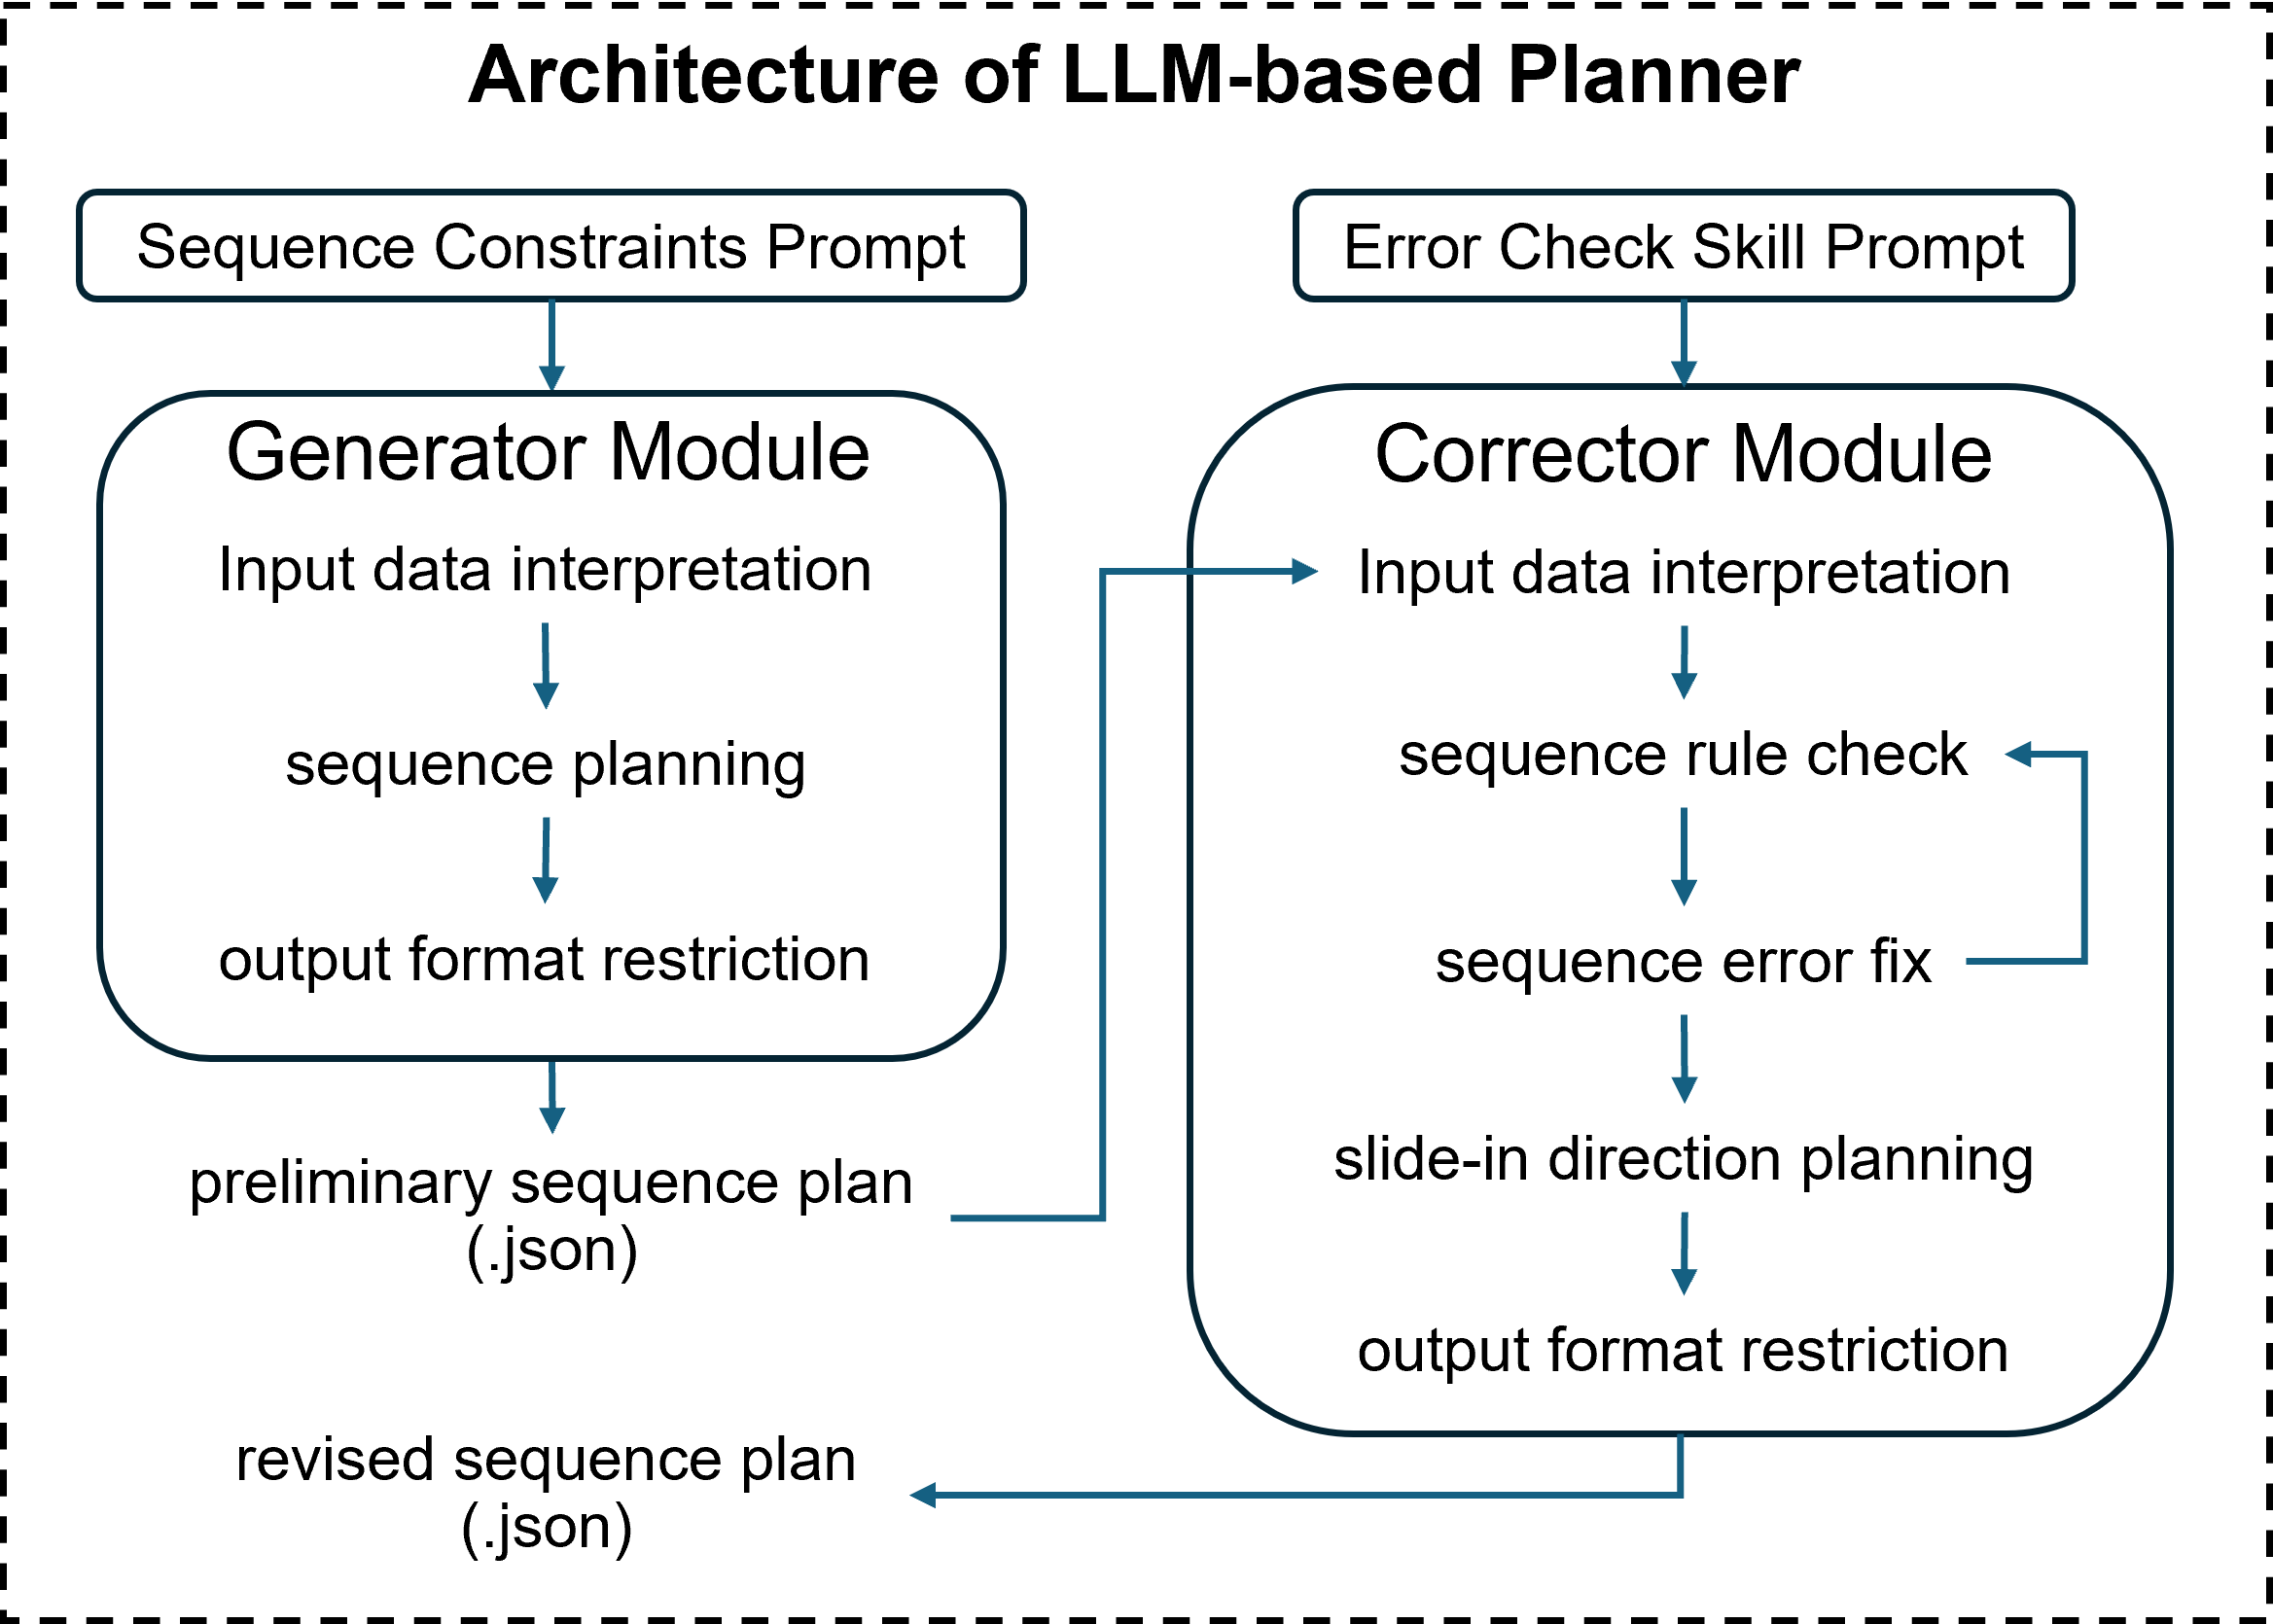 Architecture of LLM-based Planner
Sequence Constraints Prompt
Generator Module
Input data interpretation
sequence planning
output format restriction
preliminary sequence plan
(.json)
Error Check Skill Prompt
Corrector Module
Input data interpretation
sequence rule check
sequence error fix
slide-in direction planning
output format restriction
revised sequence plan
(.json)